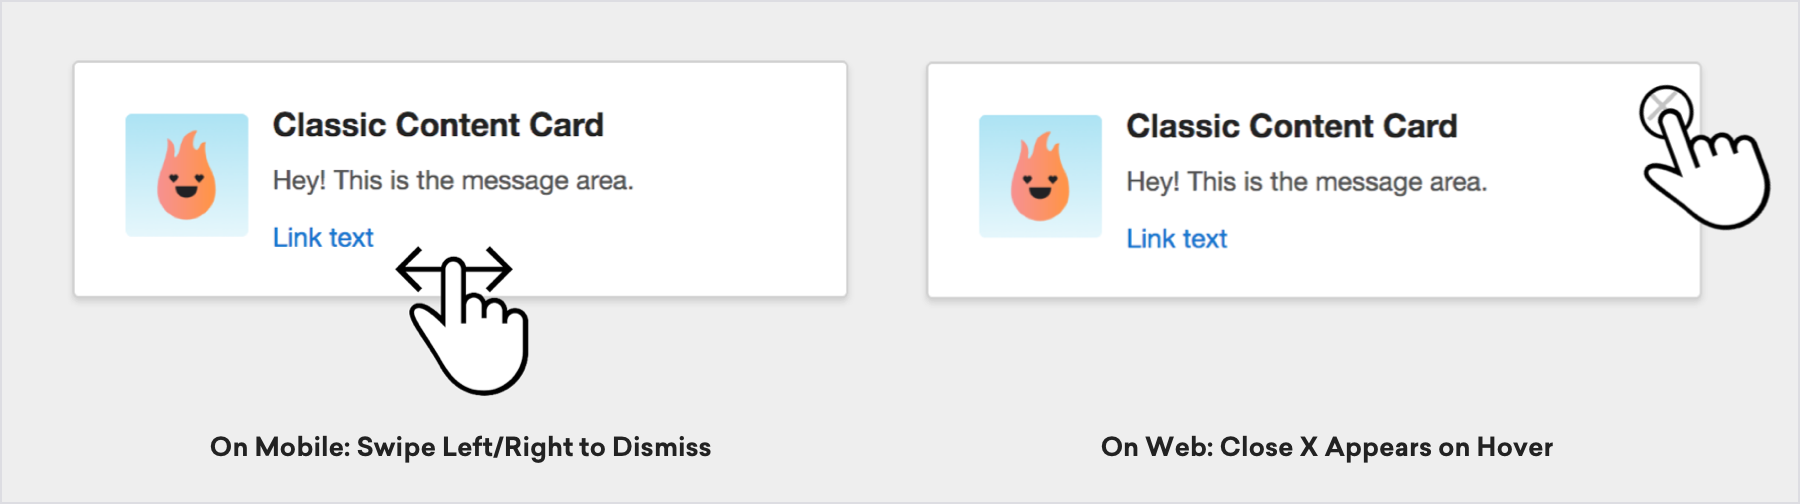 Classic Content Card
Hey! This is the message area.
Link text
On Mobile: Swipe Left/Right to Dismiss
Classic Content Card
Hey! This is the message area.
Link text
On Web: Close X Appears on Hover